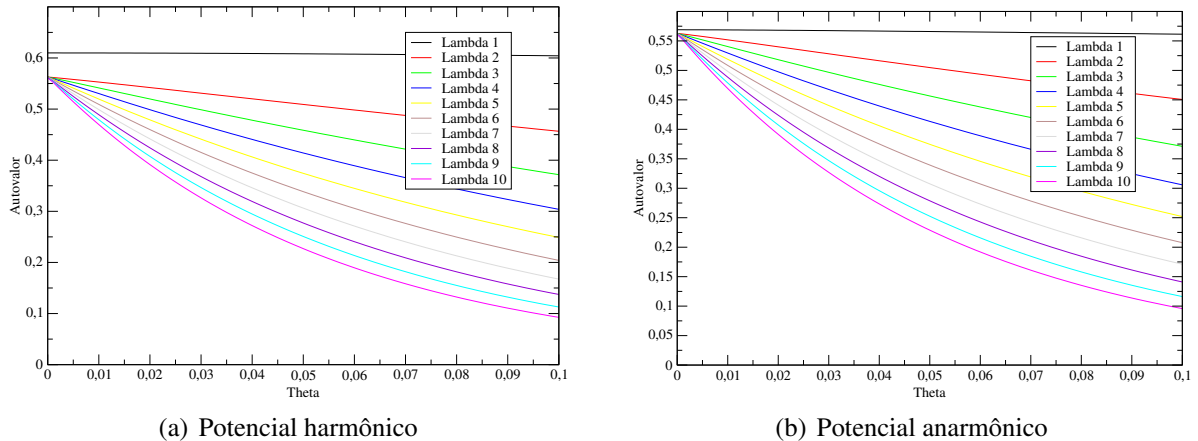 0,6
0,5
0,4
0,3
0,2
0,1
0
Autovalor
0
0,01
0,02
0,03
0,04
0,05
0,06
0,07
0,08
0,09
0,1
Theta
Lambda 1
Lambda 2
Lambda 3
Lambda 4
Lambda 5
Lambda 6
Lambda 7
Lambda 8
Lambda 9
Lambda 10
(a) Potencial harmônico
0,55
0,5
0,45
0,4
0,35
0,3
0,25
0,2
0,15
0,1
0,05
0
Autovalor
0
0,01
0,02
0,03
0,04
0,05
0,06
0,07
0,08
0,09
0,1
Theta
Lambda 1
Lambda 2
Lambda 3
Lambda 4
Lambda 5
Lambda 6
Lambda 7
Lambda 8
Lambda 9
Lambda 10
(b) Potencial anarmônico